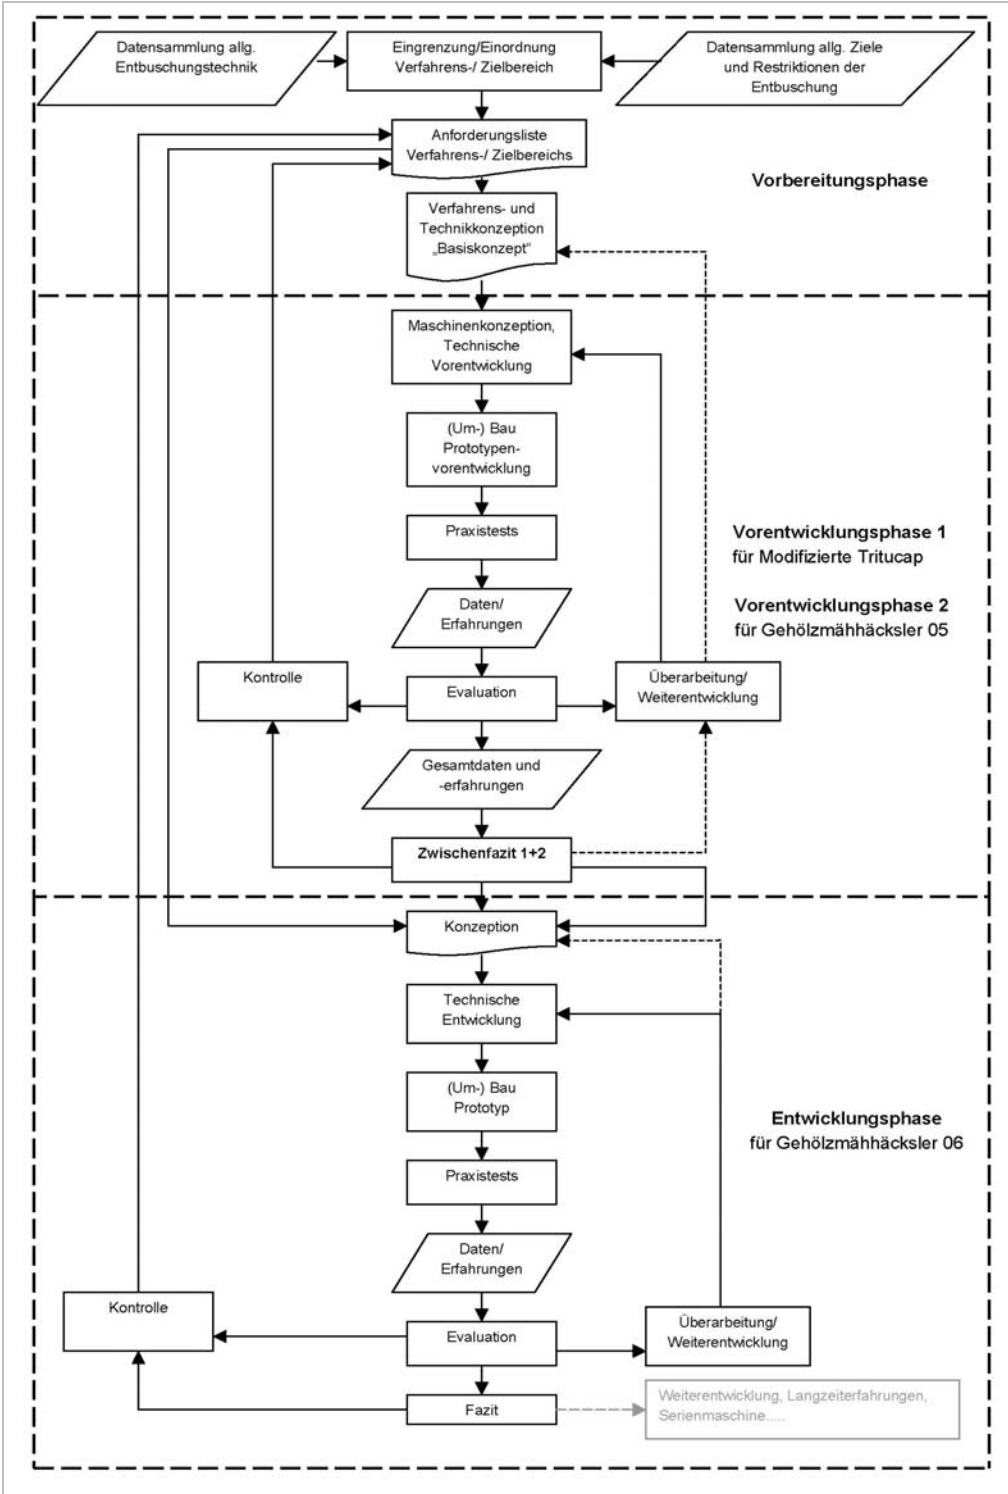 Datensammlung allg.
Entbuschungstechnik
Eingrenzung/Einordnung
Verfahrens-/ Zielbereich
Datensammlung allg. Ziele
und Restriktionen der
Entbuschung
Anforderungsliste
Verfahrens-/ Zielbereichs
Vorbereitungsphase
Verfahrens- und
Technikkonzeption
„Basiskonzept“
Maschinenkonzeption,
Technische
Vorentwicklung
(Um-) Bau
Prototypen-
vorentwicklung
Praxistests
Vorentwicklungsphase 1
für Modifizierte Tritucap
Vorentwicklungsphase 2
für Gehölzmähhäcksler 05
Daten/
Erfahrungen
Kontrolle
Evaluation
Überarbeitung/
Weiterentwicklung
Gesamtdaten und
-erfahrungen
Zwischenfazit 1+2
Konzeption
Technische
Entwicklung
(Um-) Bau
Prototyp
Entwicklungsphase
für Gehölzmähhäcksler 06
Praxistests
Daten/
Erfahrungen
Kontrolle
Evaluation
Überarbeitung/
Weiterentwicklung
Fazit
Weiterentwicklung, Langzeiterfahrungen,
Serienmaschine.....